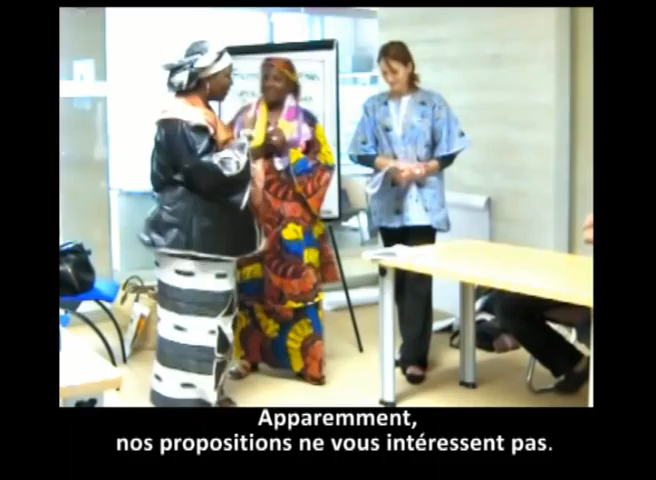 Apparemment,
nos propositions ne vous intéressent pas.